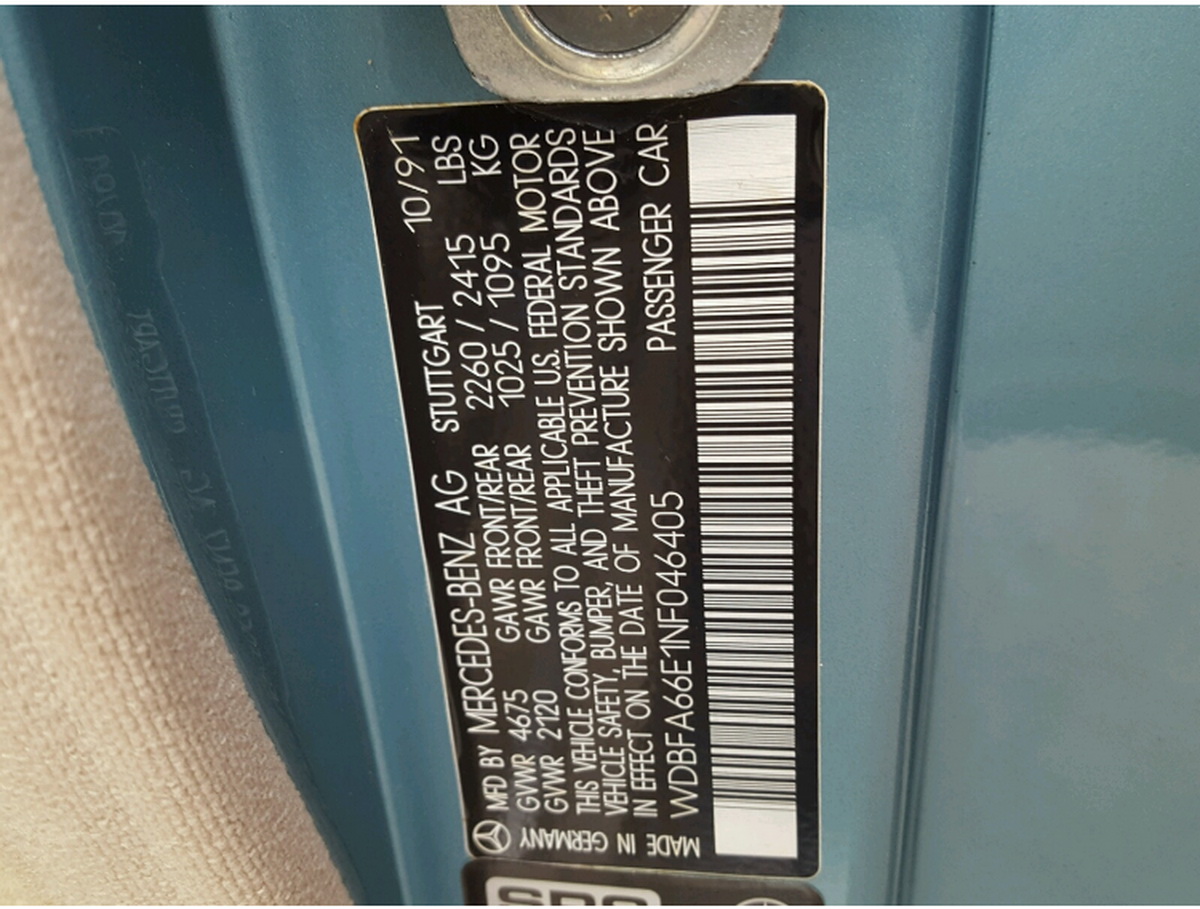 MFD BY MERCEDES-BENZ AG STUTTGART 10/91
GVWR 4675 GAWR FRONT/REAR 2260 / 2415 LBS
GVWR 2120 GAWR FRONT/REAR 1025 / 1095 KG
THIS VEHICLE CONFORMS TO ALL APPLICABLE U.S. FEDERAL MOTOR
VEHICLE SAFETY, BUMPER, AND THEFT PREVENTION STANDARDS
IN EFFECT ON THE DATE OF MANUFACTURE SHOWN ABOVE
WDBFA66E1NF046405 PASSENGER CAR
MADE IN GERMANY